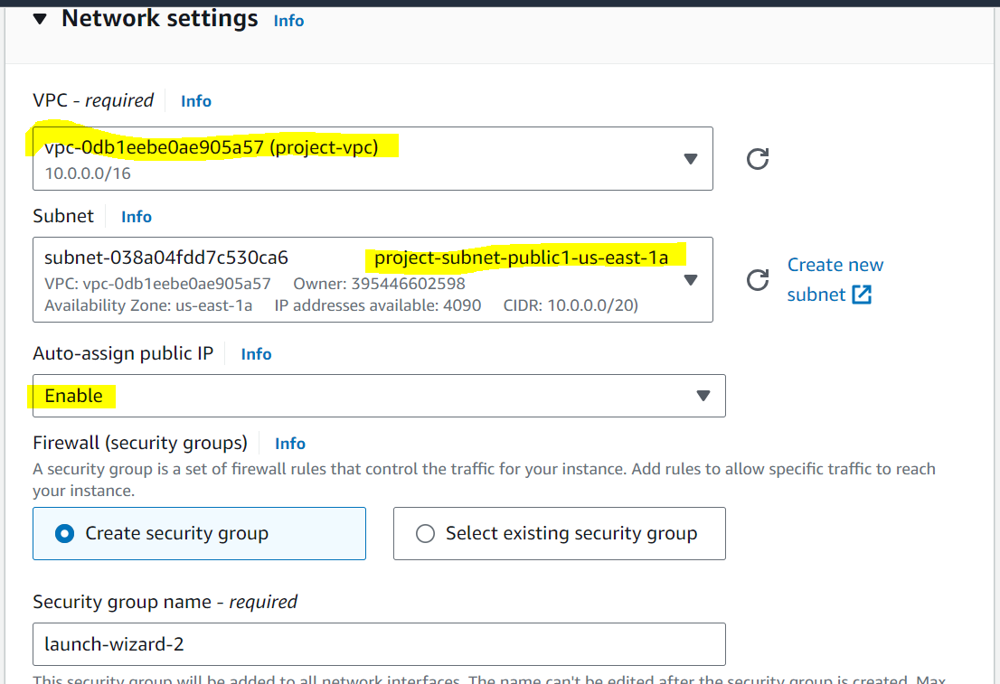 Network settings Info
VPC - required Info
vpc-0db1eebe0ae905a57 (project-vpc)
10.0.0.0/16
Subnet Info
subnet-038a04fdd7c530ca6 project-subnet-public1-us-east-1a
VPC: vpc-0db1eebe0ae905a57 Owner: 395446602598
Availability Zone: us-east-1a IP addresses available: 4090 CIDR: 10.0.0.0/20)
Create new
subnet
Auto-assign public IP Info
Enable
Firewall (security groups) Info
A security group is a set of firewall rules that control the traffic for your instance. Add rules to allow specific traffic to reach
your instance.
Create security group Select existing security group
Security group name - required
launch-wizard-2
This security group will be added to all network interfaces. The name can't be edited after the security group is created. Max